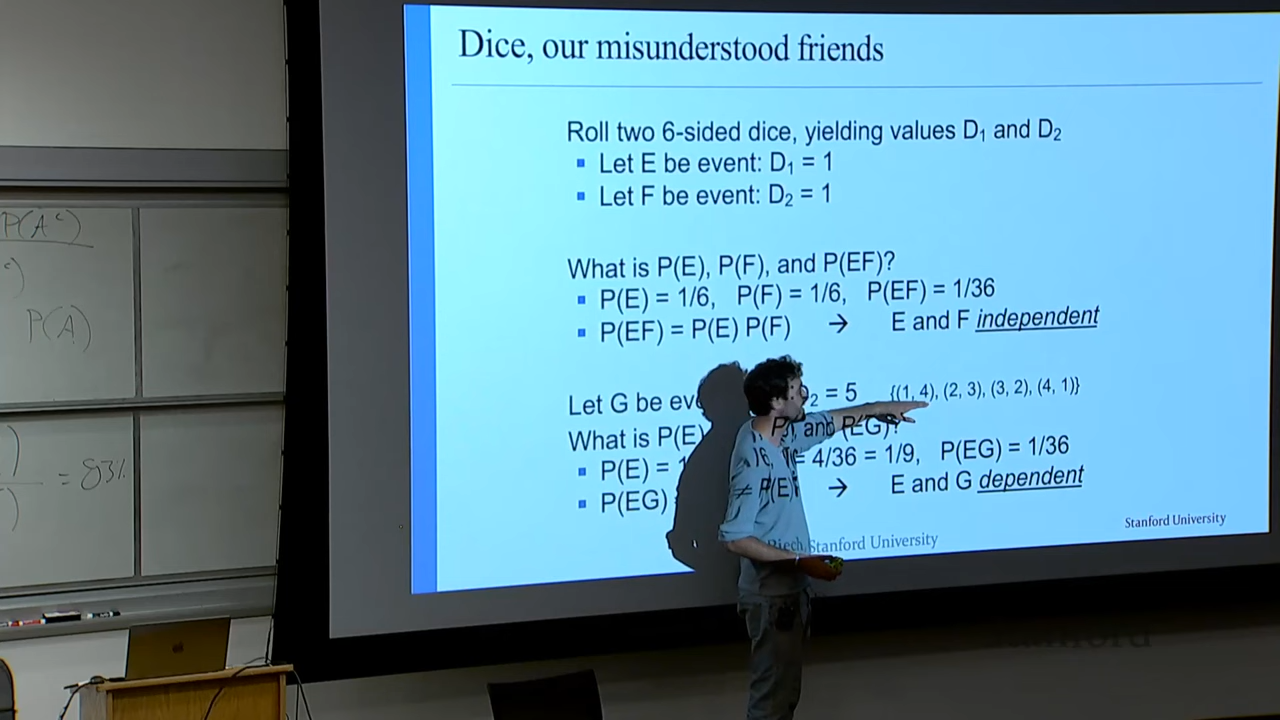 Dice, our misunderstood friends
Roll two 6-sided dice, yielding values D₁ and D₂
▪ Let E be event: D₁ = 1
▪ Let F be event: D₂ = 1
What is P(E), P(F), and P(EF)?
▪ P(E) = 1/6, P(F) = 1/6, P(EF) = 1/36
▪ P(EF) = P(E) P(F) → E and F independent
Let G be eve ₂ = 5 {(1, 4), (2, 3), (3, 2), (4, 1)}
What is P(E) and P(EG)?
▪ P(E) = 1 = 4/36 = 1/9, P(EG) = 1/36
▪ P(EG) ≠ P(E) → E and G dependent
Stanford University
Piech, Stanford University
P(Aᶜ)
ᶜ)
P(A)
)
= 83%
)